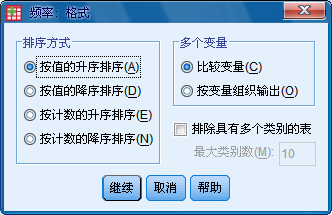 频率：格式
排序方式
按值的升序排序(A)
按值的降序排序(D)
按计数的升序排序(E)
按计数的降序排序(N)
多个变量
比较变量(C)
按变量组织输出(O)
排除具有多个类别的表
最大类别数(M): 10
继续 取消 帮助